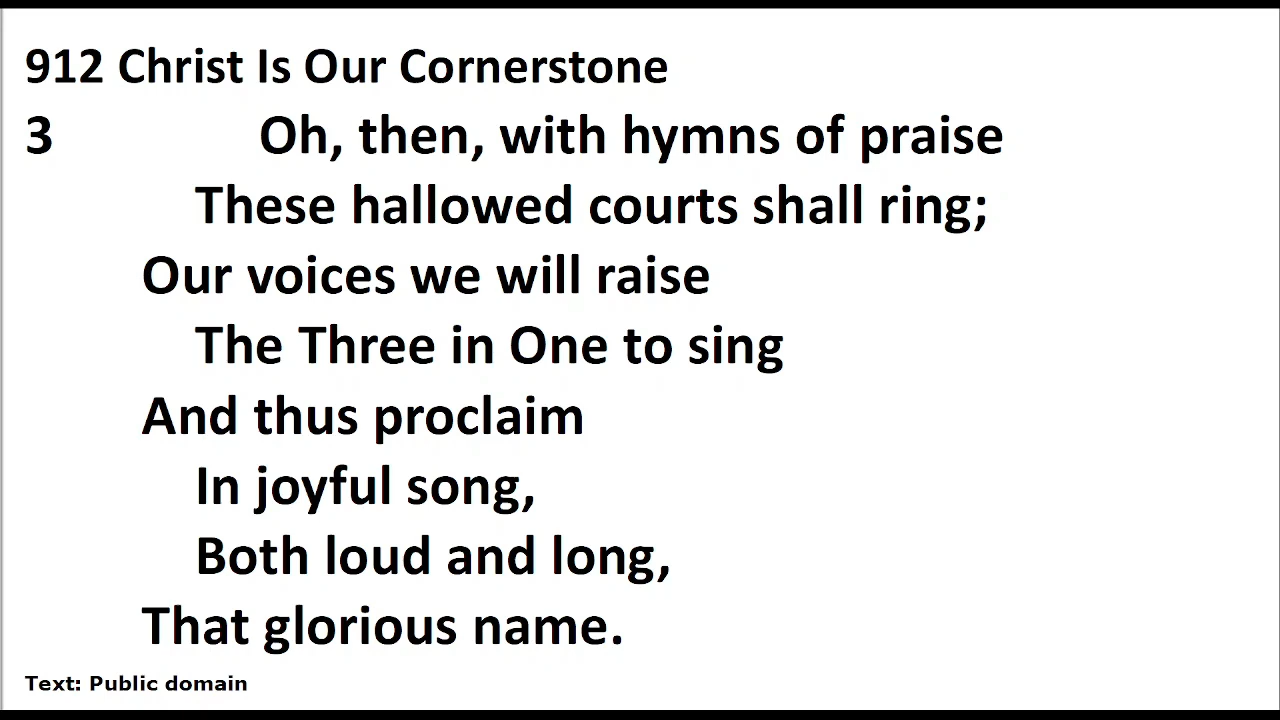 912 Christ Is Our Cornerstone
3 Oh, then, with hymns of praise
These hallowed courts shall ring;
Our voices we will raise
The Three in One to sing
And thus proclaim
In joyful song,
Both loud and long,
That glorious name.
Text: Public domain